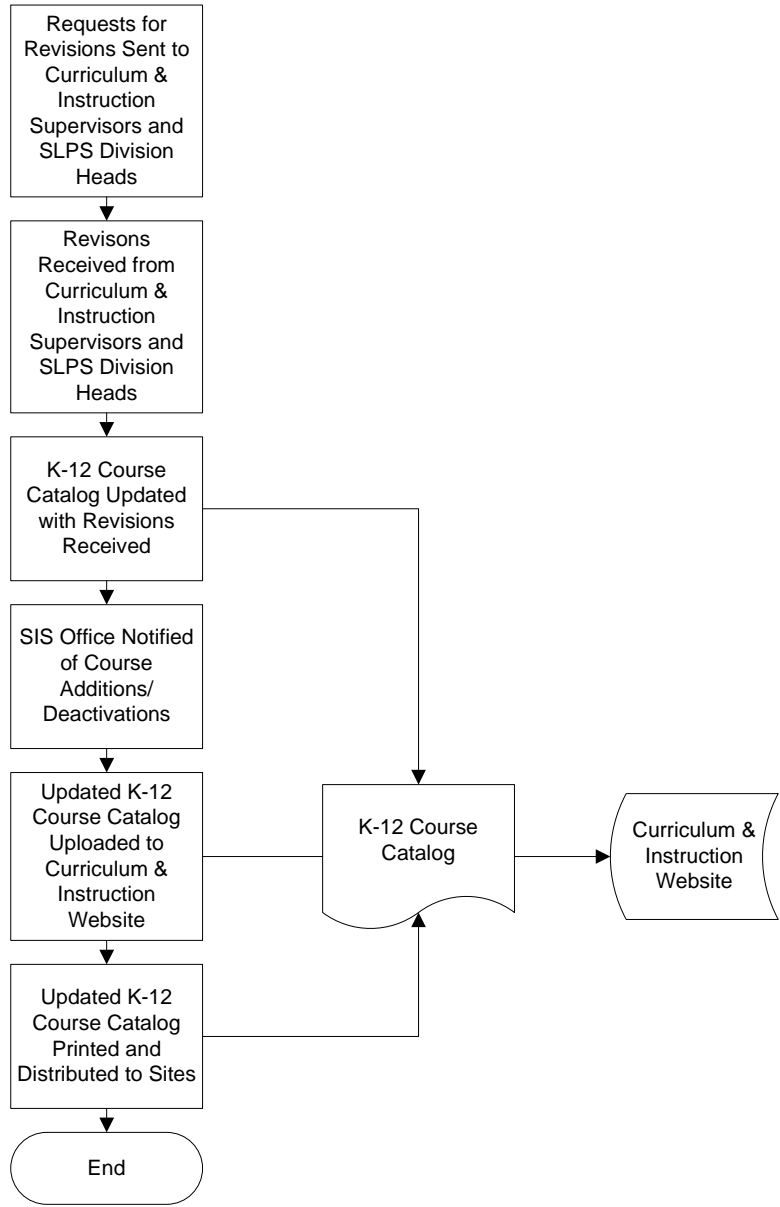 Requests for
Revisions Sent to
Curriculum &
Instruction
Supervisors and
SLPS Division
Heads
Revisons
Received from
Curriculum &
Instruction
Supervisors and
SLPS Division
Heads
K-12 Course
Catalog Updated
with Revisions
Received
SIS Office Notified
of Course
Additions/
Deactivations
Updated K-12
Course Catalog
Uploaded to
Curriculum &
Instruction
Website
K-12 Course
Catalog
Curriculum &
Instruction
Website
Updated K-12
Course Catalog
Printed and
Distributed to Sites
End